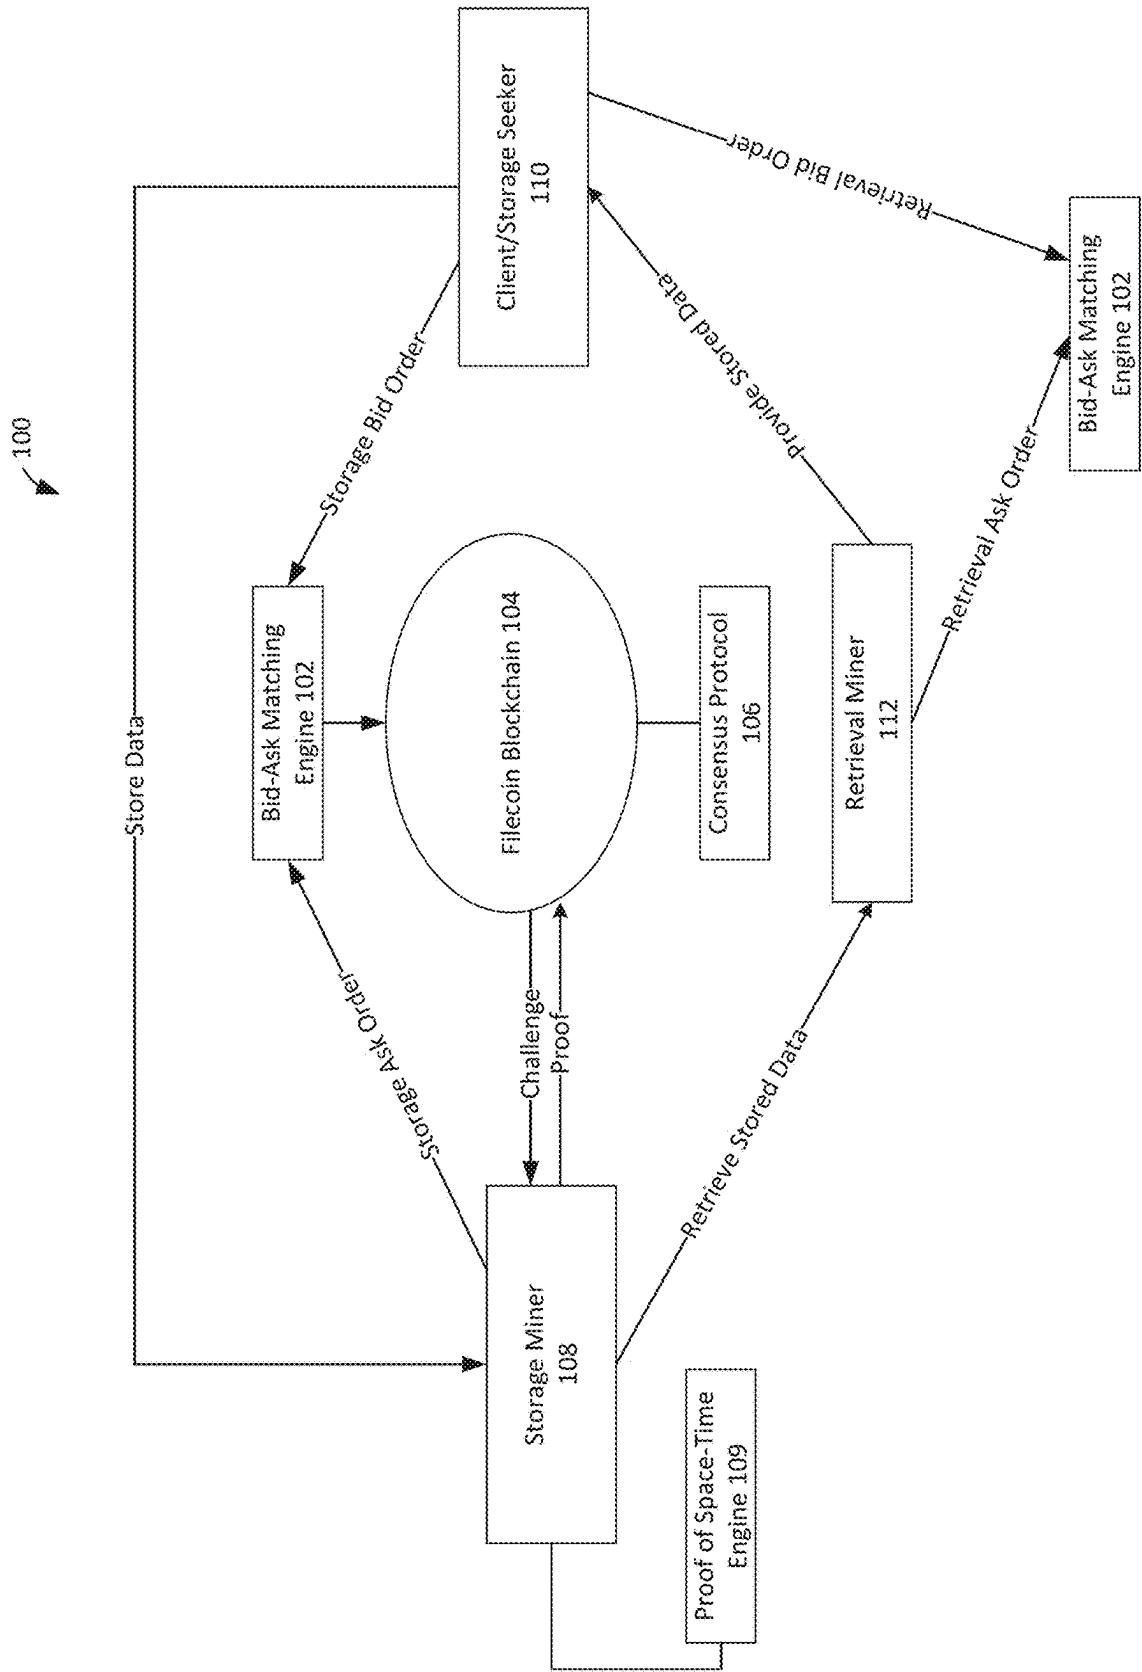 100
Store Data
Bid-Ask Matching
Engine 102
Storage Ask Order
Storage Bid Order
Storage Miner
108
Challenge
Proof
Filecoin Blockchain 104
Client/Storage Seeker
110
Proof of Space-Time
Engine 109
Consensus Protocol
106
Retrieve Stored Data
Provide Stored Data
Retrieval Bid Order
Retrieval Miner
112
Retrieval Ask Order
Bid-Ask Matching
Engine 102